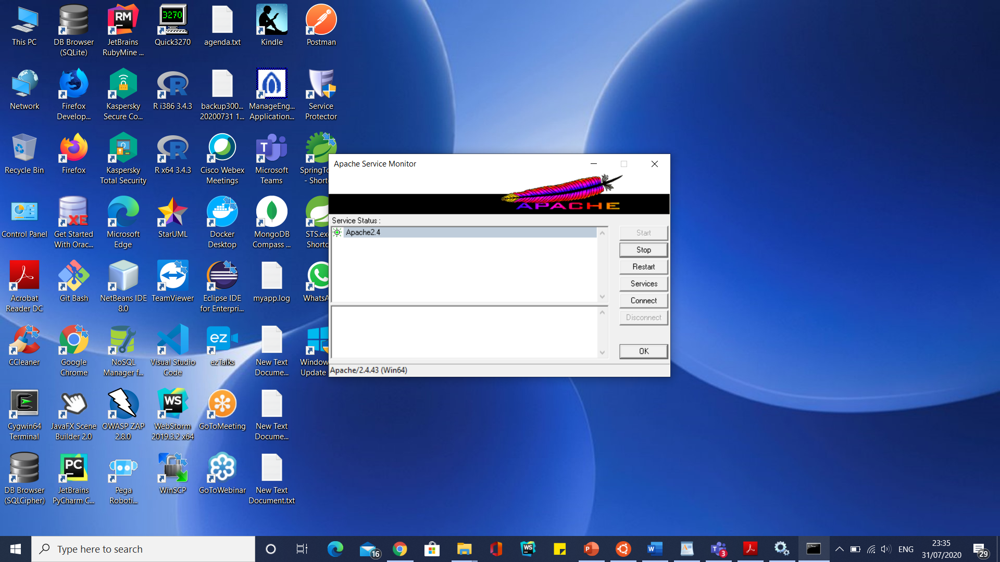 This PC
DB Browser
(SQLite)
RM
JetBrains
RubyMine ...
3270
Quick3270
agenda.txt
Kindle
Postman
Network
Firefox
Develop...
Kaspersky
Secure Co...
R i386 3.4.3
backup300...
20200731 1...
ManageEng...
Application...
Service
Protector
Recycle Bin
Firefox
Kaspersky
Total Security
R x64 3.4.3
Cisco Webex
Meetings
Microsoft
Teams
SpringTo
- Short
Control Panel
XE
Get Started
With Orac...
Microsoft
Edge
StarUML
Docker
Desktop
MongoDB
Compass ...
STS.ex
Shortc
Acrobat
Reader DC
Git Bash
NetBeans IDE
8.0
TeamViewer
Eclipse IDE
for Enterpri...
myapp.log
WhatsA
CCleaner
Google
Chrome
NoSQL
Manager f...
Visual Studio
Code
ez
ezTalks
New Text
Docume...
Window
Update
Cygwin64
Terminal
JavaFX Scene
Builder 2.0
OWASP ZAP
2.8.0
WS
WebStorm
2019.3.2 x64
GoToMeeting
New Text
Docume...
DB Browser
(SQLCipher)
PC
JetBrains
PyCharm C...
Pega
Roboti...
WinSCP
GoToWebinar
New Text
Document.txt
Apache Service Monitor
APACHE
Service Status :
Apache2.4
Start
Stop
Restart
Services
Connect
Disconnect
OK
Apache/2.4.43 (Win64)
Type here to search
16
WS
3
ENG
23:35
31/07/2020
29